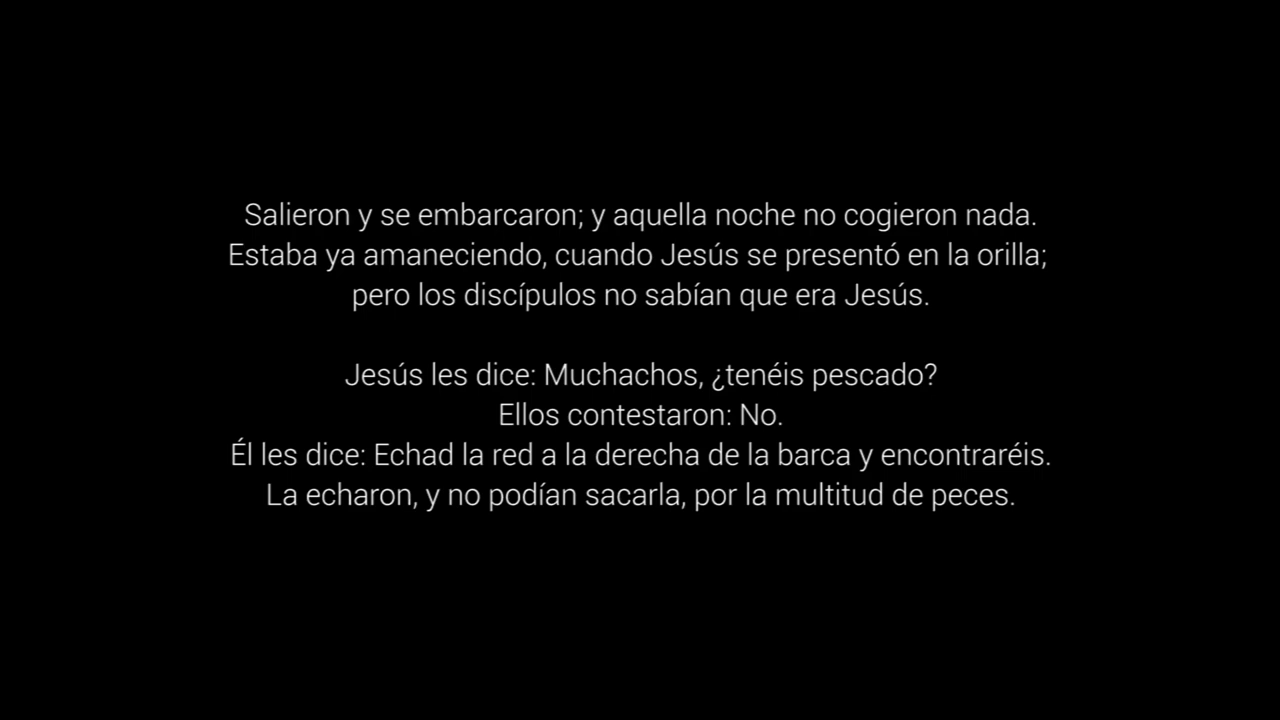 Salieron y se embarcaron; y aquella noche no cogieron nada.
Estaba ya amaneciendo, cuando Jesús se presentó en la orilla;
pero los discípulos no sabían que era Jesús.
Jesús les dice: Muchachos, ¿tenéis pescado?
Ellos contestaron: No.
Él les dice: Echad la red a la derecha de la barca y encontraréis.
La echaron, y no podían sacarla, por la multitud de peces.